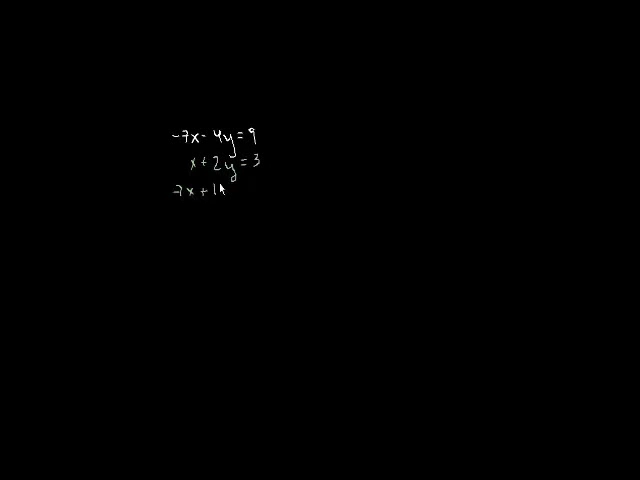 -7x - 4y = 9
x + 2y = 3
-7x + 1